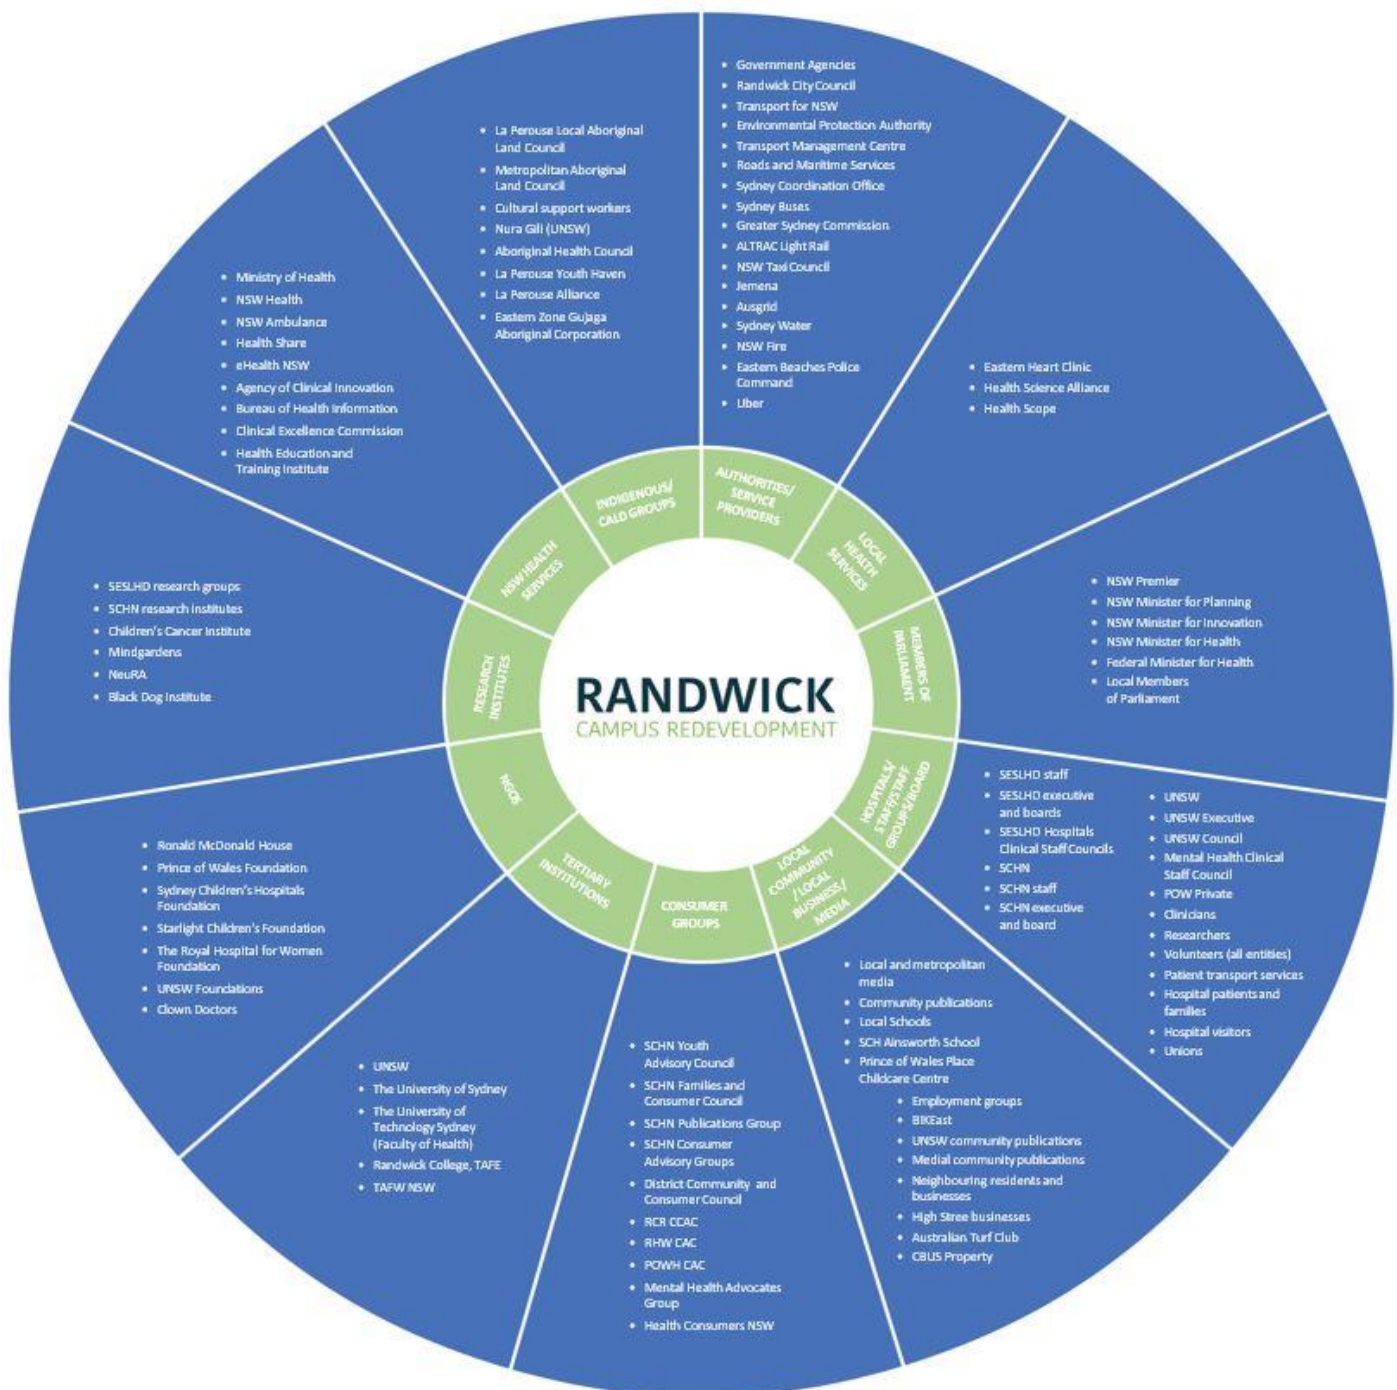 RANDWICK
CAMPUS REDEVELOPMENT
AUTHORITIES/
SERVICE
PROVIDERS
• Government Agencies
• Randwick City Council
• Transport for NSW
• Environmental Protection Authority
• Transport Management Centre
• Roads and Maritime Services
• Sydney Coordination Office
• Sydney Buses
• Greater Sydney Commission
• ALTRAC Light Rail
• NSW Taxi Council
• Jemena
• Ausgrid
• Sydney Water
• NSW Fire
• Eastern Beaches Police
Command
• Uber
LOCAL
HEALTH
SERVICES
• Eastern Heart Clinic
• Health Science Alliance
• Health Scope
MEMBERS OF
PARLIAMENT
• NSW Premier
• NSW Minister for Planning
• NSW Minister for Innovation
• NSW Minister for Health
• Federal Minister for Health
• Local Members
of Parliament
HOSPITALS/
STAFF/STAFF
GROUPS/BOARD
• SESLHD staff
• SESLHD executive
and boards
• SESLHD Hospitals
Clinical Staff Councils
• SCHN
• SCHN staff
• SCHN executive
and board
• UNSW
• UNSW Executive
• UNSW Council
• Mental Health Clinical
Staff Council
• POW Private
• Clinicians
• Researchers
• Volunteers (all entities)
• Patient transport services
• Hospital patients and
families
• Hospital visitors
• Unions
LOCAL
COMMUNITY
/ LOCAL
BUSINESS/
MEDIA
• Local and metropolitan
media
• Community publications
• Local Schools
• SCH Ainsworth School
• Prince of Wales Place
Childcare Centre
• Employment groups
• BIKEast
• UNSW community publications
• Medial community publications
• Neighbouring residents and
businesses
• High Stree businesses
• Australian Turf Club
• CBUS Property
CONSUMER
GROUPS
• SCHN Youth
Advisory Council
• SCHN Families and
Consumer Council
• SCHN Publications Group
• SCHN Consumer
Advisory Groups
• District Community and
Consumer Council
• RCR CCAC
• RHW CAC
• POWH CAC
• Mental Health Advocates
Group
• Health Consumers NSW
TERTIARY
INSTITUTIONS
• UNSW
• The University of Sydney
• The University of
Technology Sydney
(Faculty of Health)
• Randwick College, TAFE
• TAFW NSW
NGOS
• Ronald McDonald House
• Prince of Wales Foundation
• Sydney Children's Hospitals
Foundation
• Starlight Children's Foundation
• The Royal Hospital for Women
Foundation
• UNSW Foundations
• Clown Doctors
RESEARCH
INSTITUTES
• SESLHD research groups
• SCHN research institutes
• Children's Cancer Institute
• Mindgardens
• NeuRA
• Black Dog Institute
NSW HEALTH
SERVICES
• Ministry of Health
• NSW Health
• NSW Ambulance
• Health Share
• eHealth NSW
• Agency of Clinical Innovation
• Bureau of Health Information
• Clinical Excellence Commission
• Health Education and
Training Institute
INDIGENOUS/
CALD GROUPS
• La Perouse Local Aboriginal
Land Council
• Metropolitan Aboriginal
Land Council
• Cultural support workers
• Nura Gili (UNSW)
• Aboriginal Health Council
• La Perouse Youth Haven
• La Perouse Alliance
• Eastern Zone Gujaga
Aboriginal Corporation